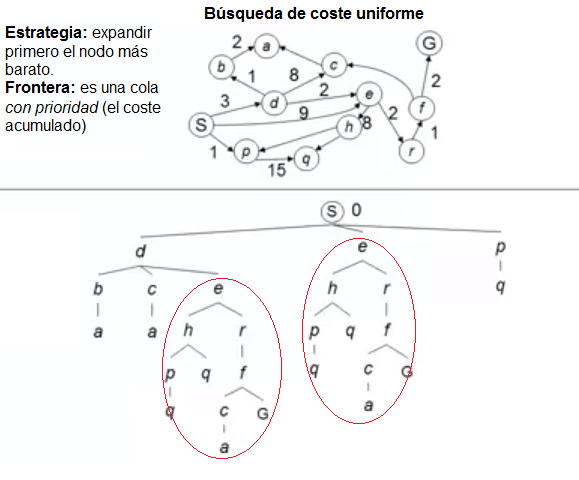 Búsqueda de coste uniforme
Estrategia: expandir
primero el nodo más
barato.
Frontera: es una cola
con prioridad (el coste
acumulado)
G
2 a
b c
1 8 2
2 e
3 d f
9
S h 8 2 1
1 p q r
15
S 0
d e p
b c e h r q
a a h r p q f
p q f q c G
q c G a
a